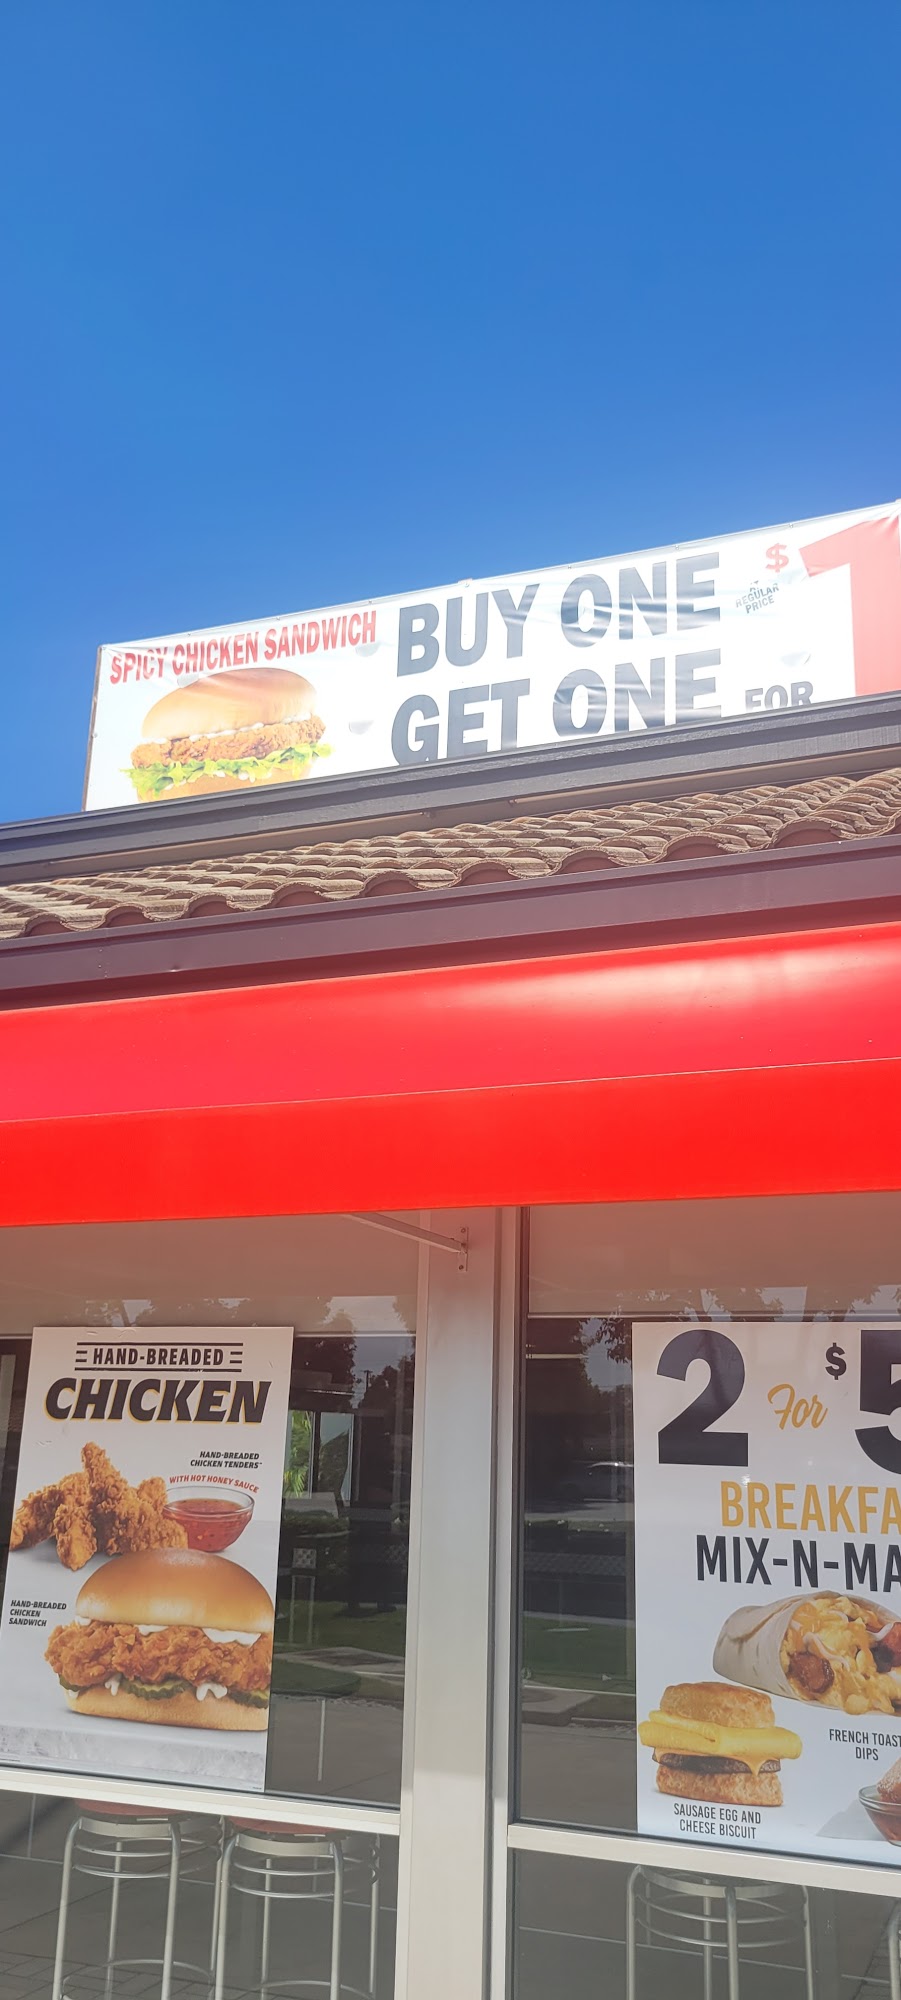 SPICY CHICKEN SANDWICH
BUY ONE
GET ONE FOR
$1
REGULAR
PRICE
HAND-BREADED
CHICKEN
HAND-BREADED
CHICKEN TENDERS
WITH HOT HONEY SAUCE
HAND-BREADED
CHICKEN
SANDWICH
2 For $5
BREAKFA
MIX-N-MA
FRENCH TOAST
DIPS
SAUSAGE EGG AND
CHEESE BISCUIT